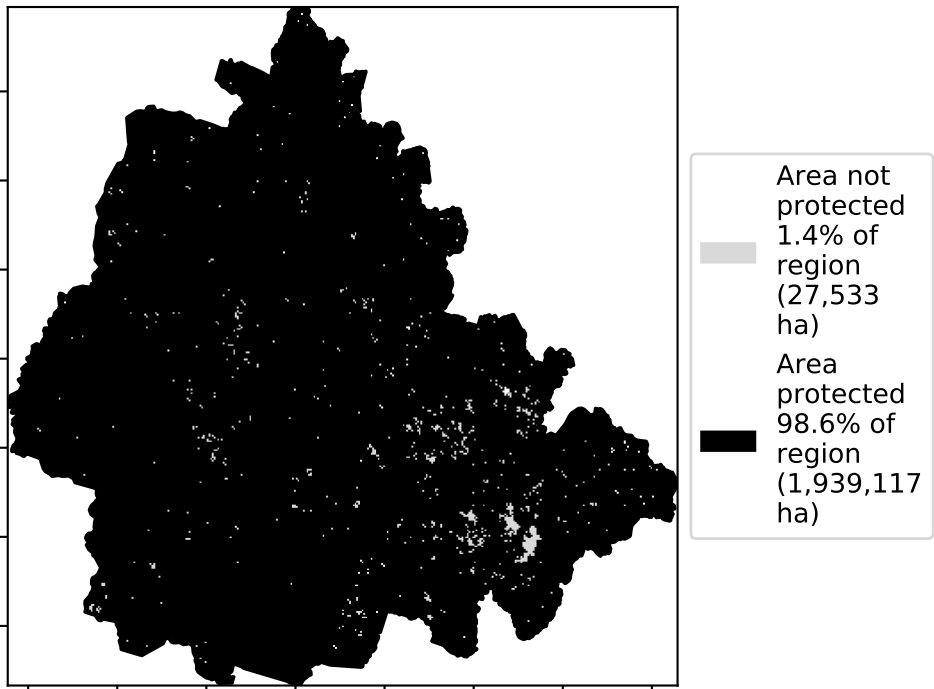 Area not
protected
1.4% of
region
(27,533
ha)
Area
protected
98.6% of
region
(1,939,117
ha)